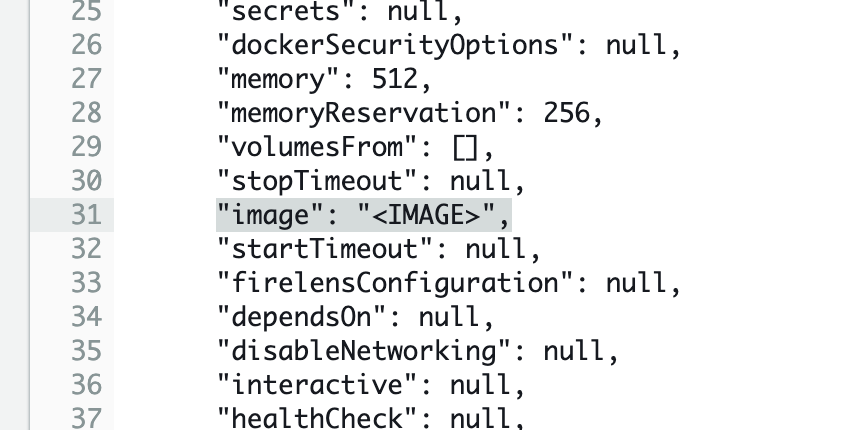 25 "secrets": null,
26 "dockerSecurityOptions": null,
27 "memory": 512,
28 "memoryReservation": 256,
29 "volumesFrom": [],
30 "stopTimeout": null,
31 "image": "<IMAGE>",
32 "startTimeout": null,
33 "firelensConfiguration": null,
34 "dependsOn": null,
35 "disableNetworking": null,
36 "interactive": null,
37 "healthCheck": null,